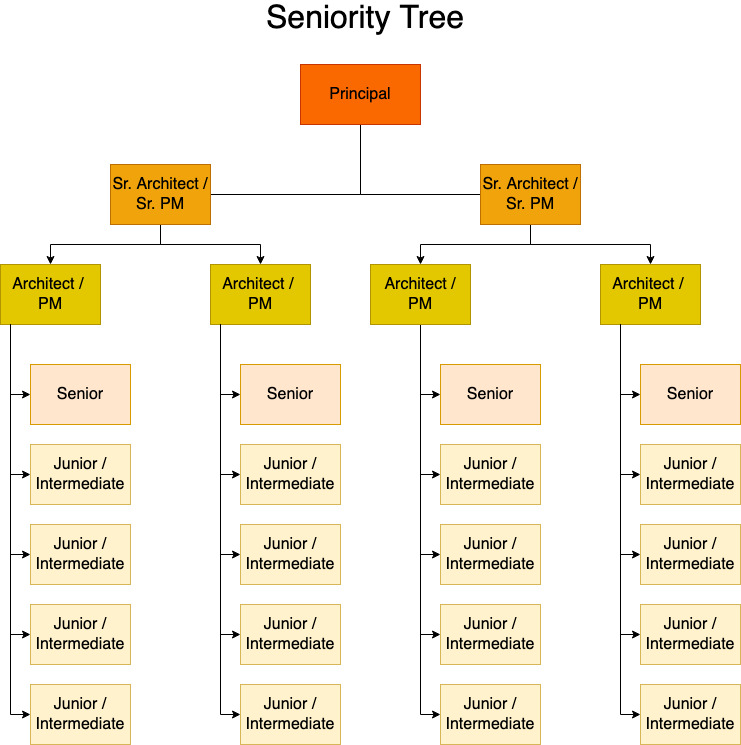 Seniority Tree
Principal
Sr. Architect /
Sr. PM
Sr. Architect /
Sr. PM
Architect /
PM
Architect /
PM
Architect /
PM
Architect /
PM
Senior
Senior
Senior
Senior
Junior /
Intermediate
Junior /
Intermediate
Junior /
Intermediate
Junior /
Intermediate
Junior /
Intermediate
Junior /
Intermediate
Junior /
Intermediate
Junior /
Intermediate
Junior /
Intermediate
Junior /
Intermediate
Junior /
Intermediate
Junior /
Intermediate
Junior /
Intermediate
Junior /
Intermediate
Junior /
Intermediate
Junior /
Intermediate